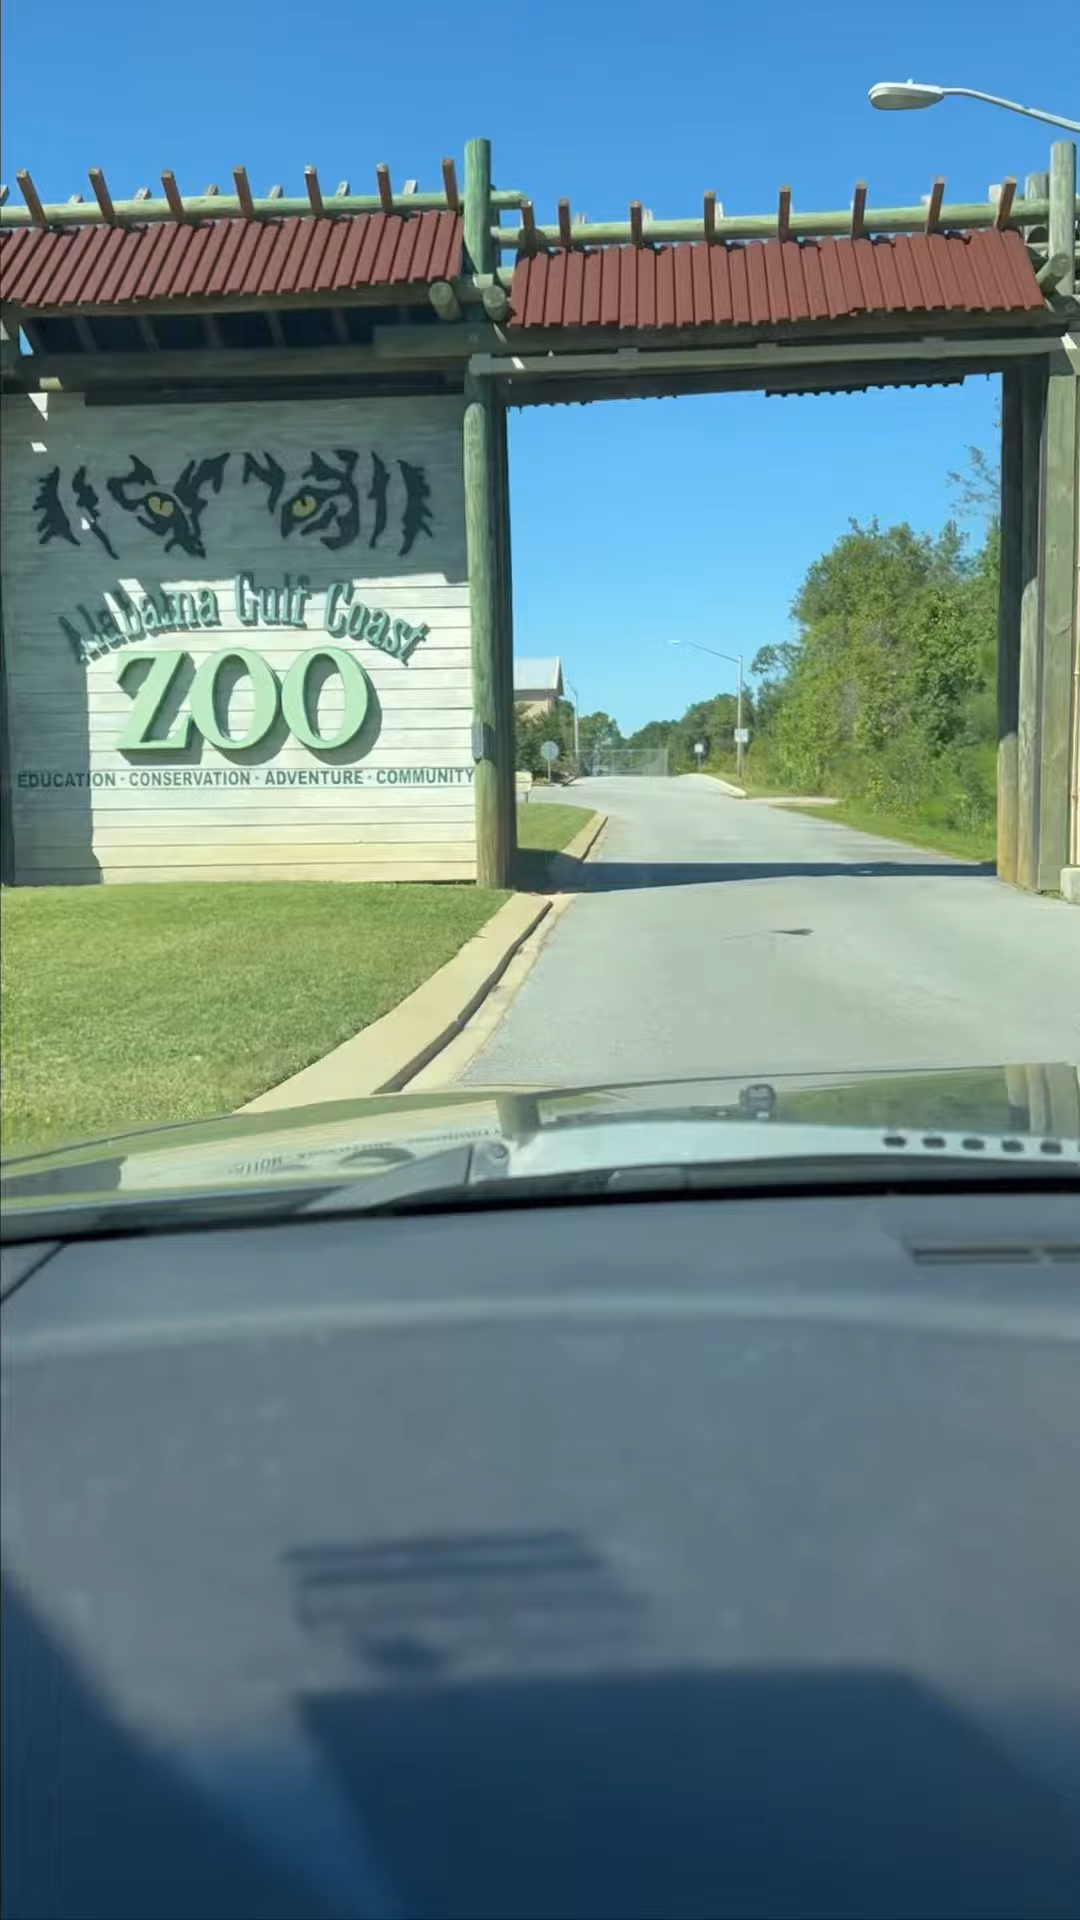 Alabama Gulf Coast
ZOO
EDUCATION · CONSERVATION · ADVENTURE · COMMUNITY